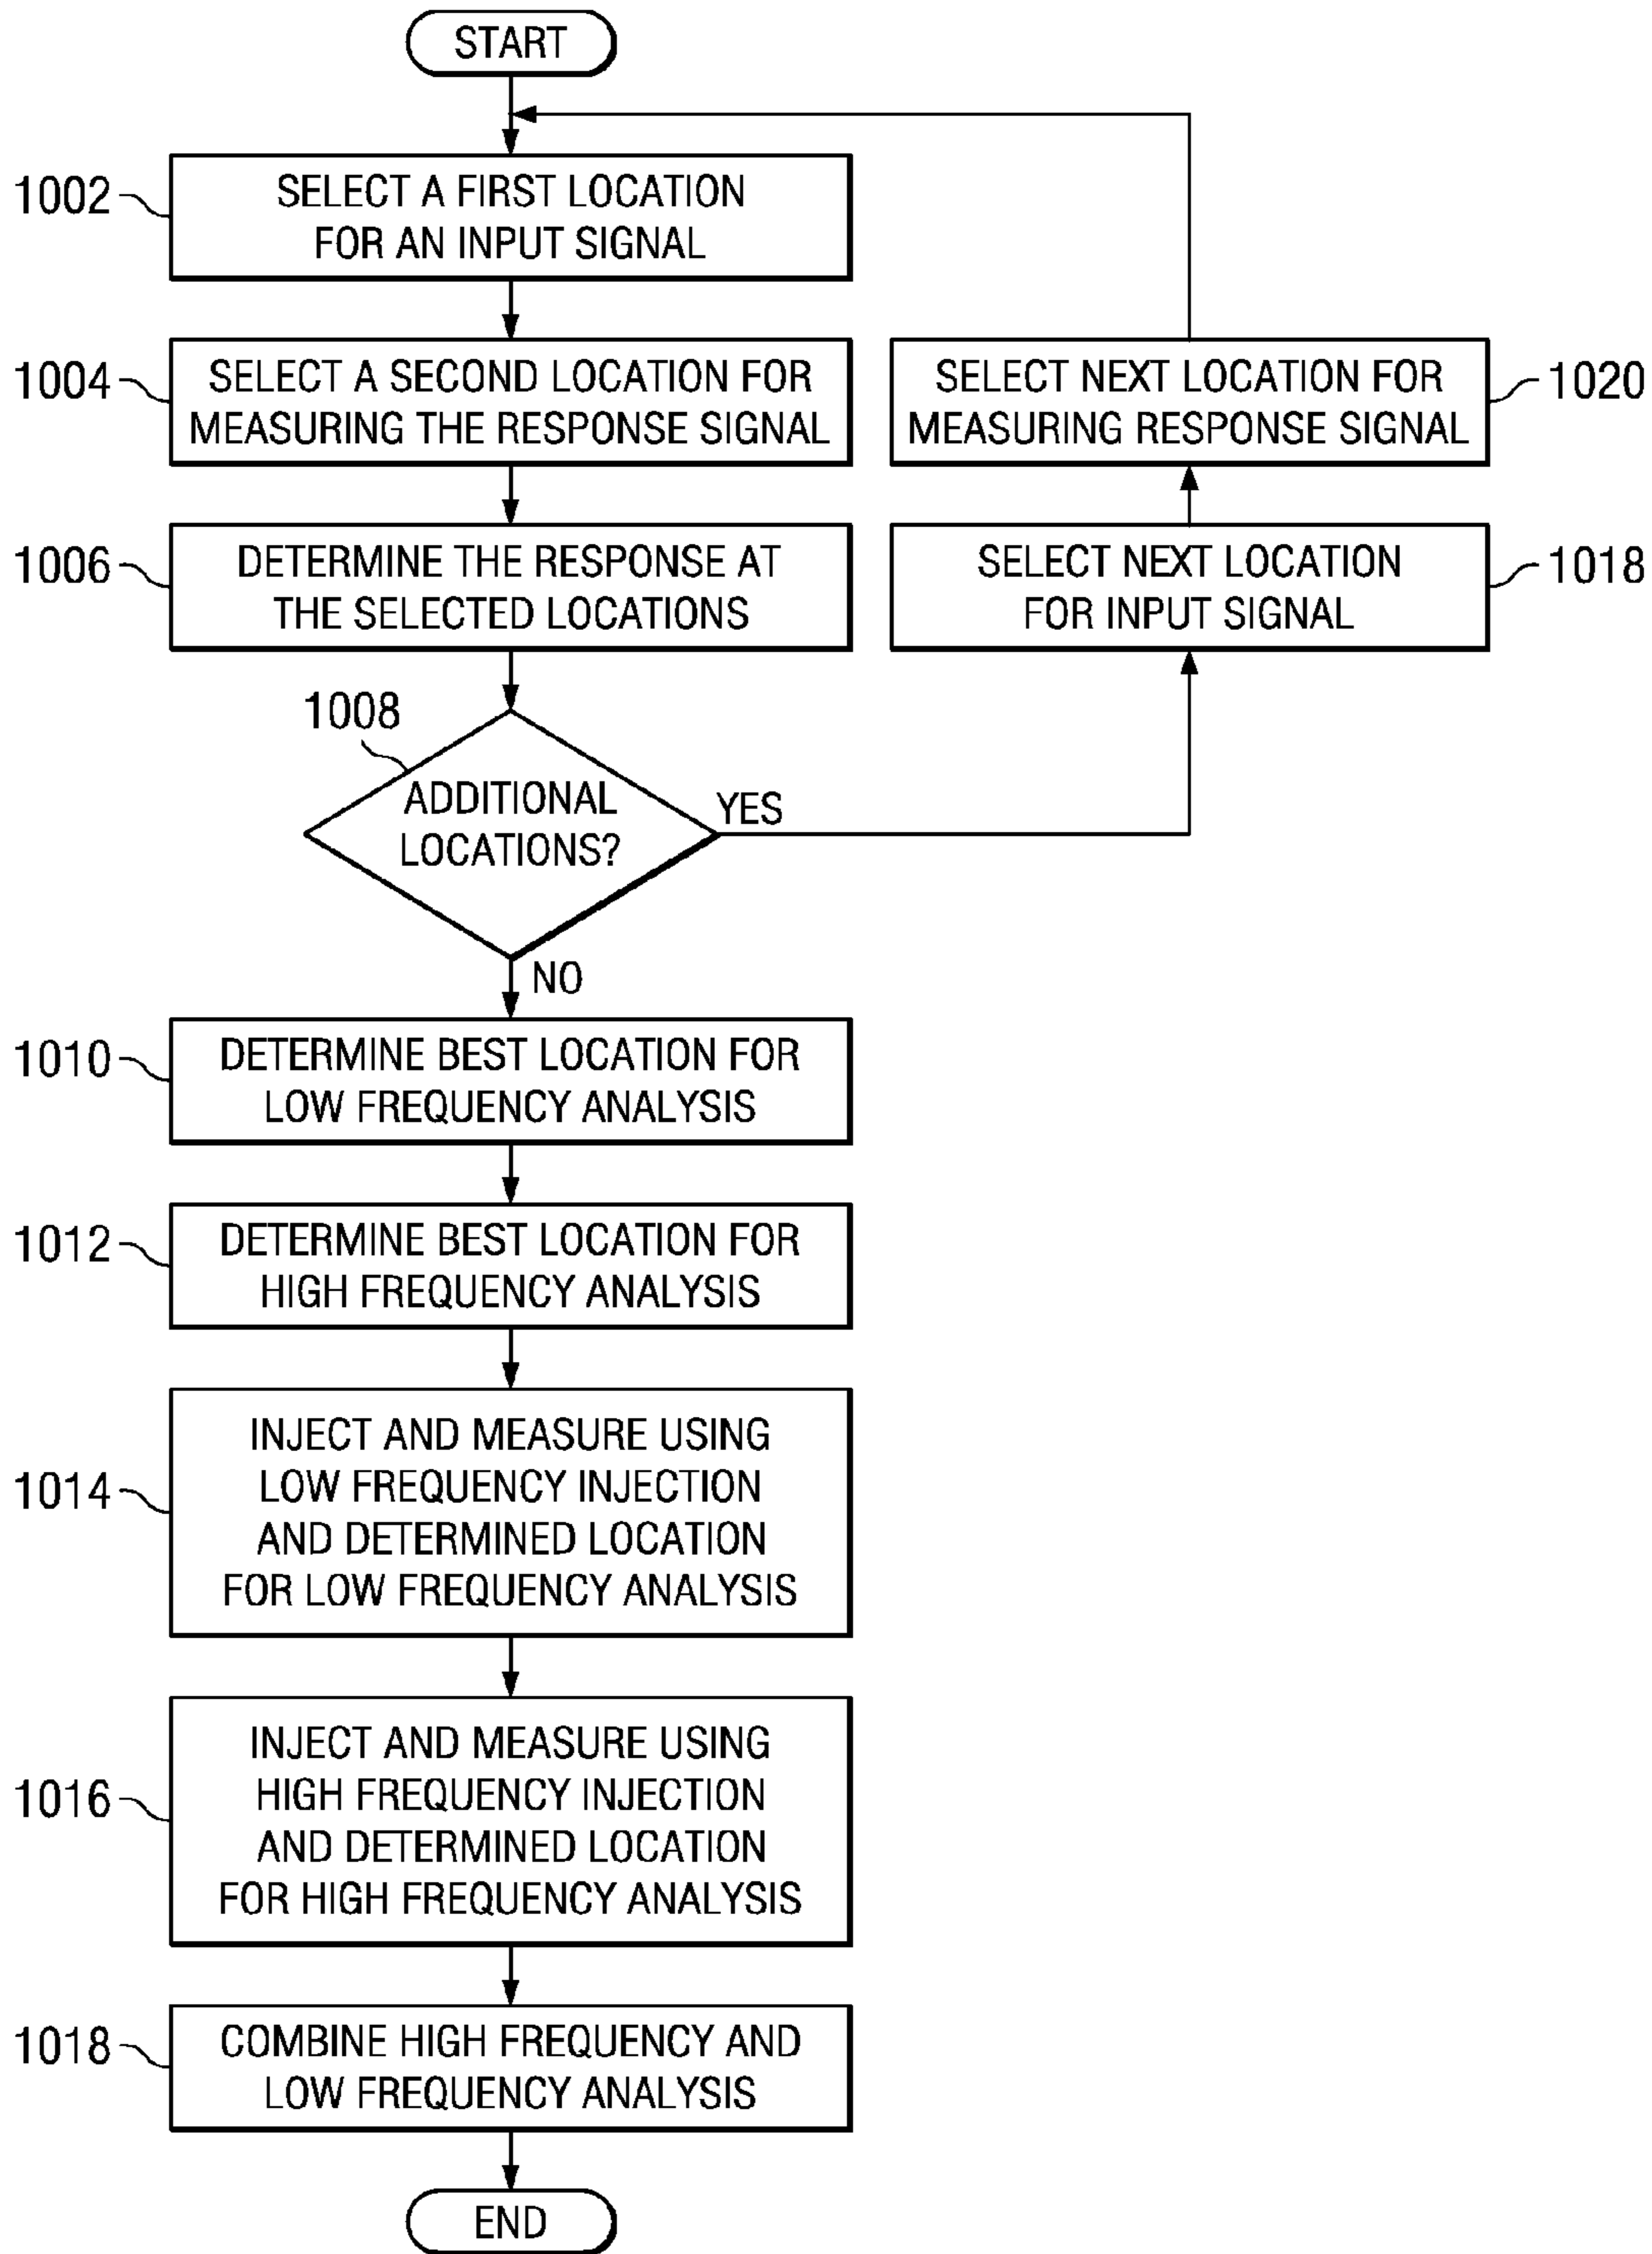 START
1002
SELECT A FIRST LOCATION
FOR AN INPUT SIGNAL
1004
SELECT A SECOND LOCATION FOR
MEASURING THE RESPONSE SIGNAL
SELECT NEXT LOCATION FOR
MEASURING RESPONSE SIGNAL
1020
1006
DETERMINE THE RESPONSE AT
THE SELECTED LOCATIONS
SELECT NEXT LOCATION
FOR INPUT SIGNAL
1018
1008
ADDITIONAL
LOCATIONS?
YES
NO
1010
DETERMINE BEST LOCATION FOR
LOW FREQUENCY ANALYSIS
1012
DETERMINE BEST LOCATION FOR
HIGH FREQUENCY ANALYSIS
1014
INJECT AND MEASURE USING
LOW FREQUENCY INJECTION
AND DETERMINED LOCATION
FOR LOW FREQUENCY ANALYSIS
1016
INJECT AND MEASURE USING
HIGH FREQUENCY INJECTION
AND DETERMINED LOCATION
FOR HIGH FREQUENCY ANALYSIS
1018
COMBINE HIGH FREQUENCY AND
LOW FREQUENCY ANALYSIS
END